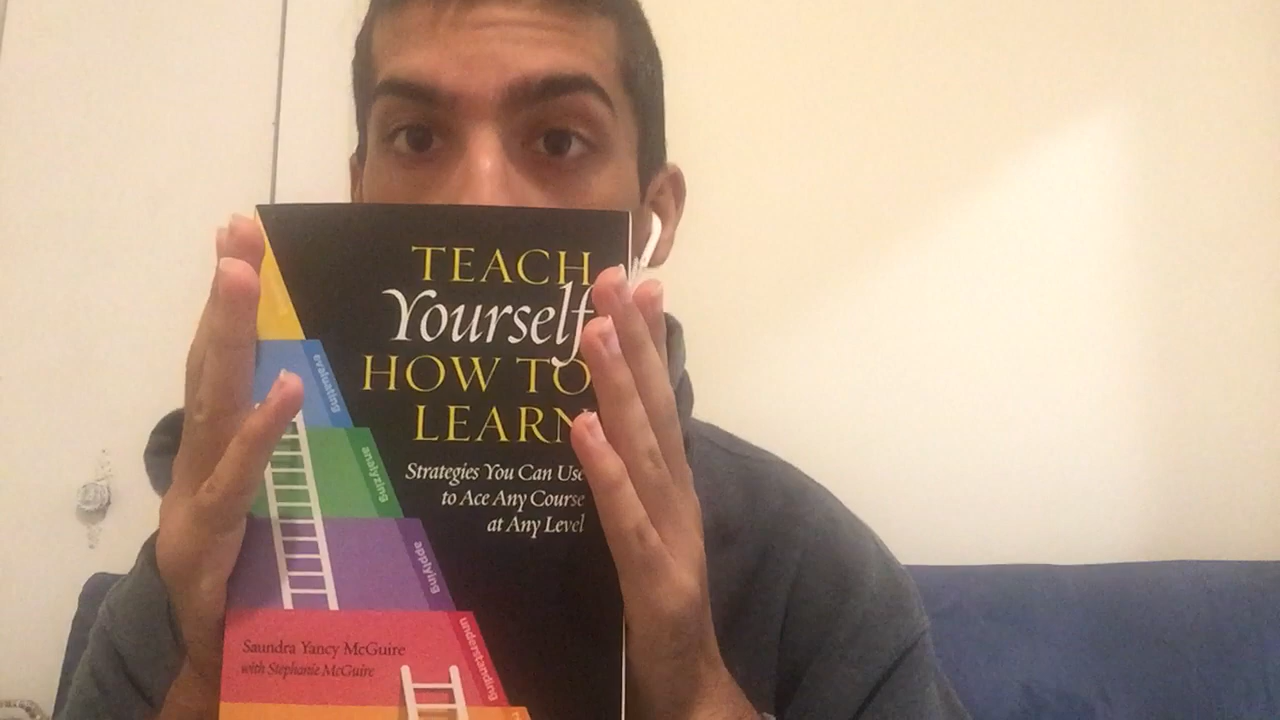 TEACH
Yourself
HOW TO
LEARN
Strategies You Can Use
to Ace Any Course
at Any Level
evaluating
analyzing
applying
understanding
Saundra Yancy McGuire
with Stephanie McGuire